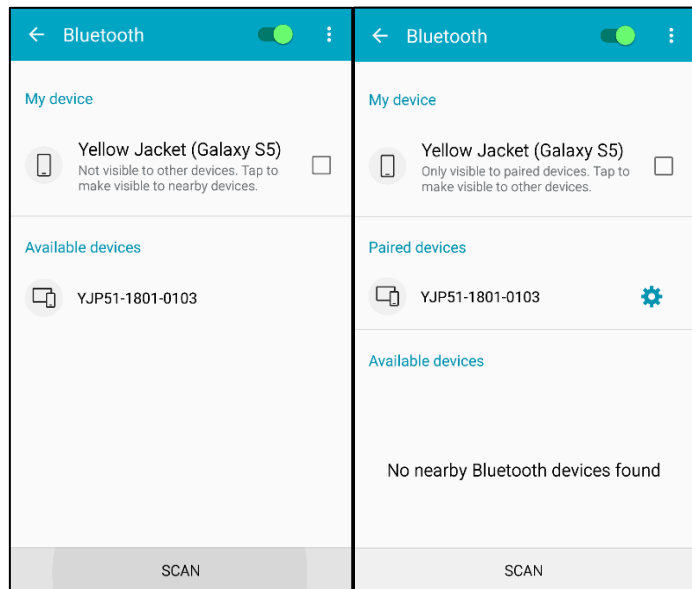 Bluetooth
My device
Yellow Jacket (Galaxy S5)
Not visible to other devices. Tap to
make visible to nearby devices.
Available devices
YJP51-1801-0103
SCAN
Bluetooth
My device
Yellow Jacket (Galaxy S5)
Only visible to paired devices. Tap to
make visible to other devices.
Paired devices
YJP51-1801-0103
Available devices
No nearby Bluetooth devices found
SCAN